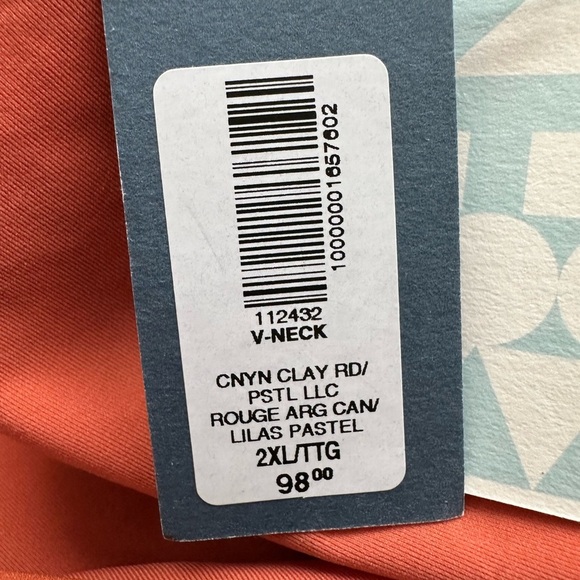 10000001657602
112432
V-NECK
CNYN CLAY RD/
PSTL LLC
ROUGE ARG CAN/
LILAS PASTEL
2XL/TTG
98.00